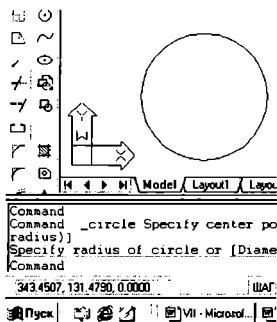 Model Layout1 Layou
Command
Command _circle Specify center po
radius)]
Specify radius of circle or [Diame
Command
343.4507, 131.4790, 0.0000 ШАГ
Пуск VII - Microsof...